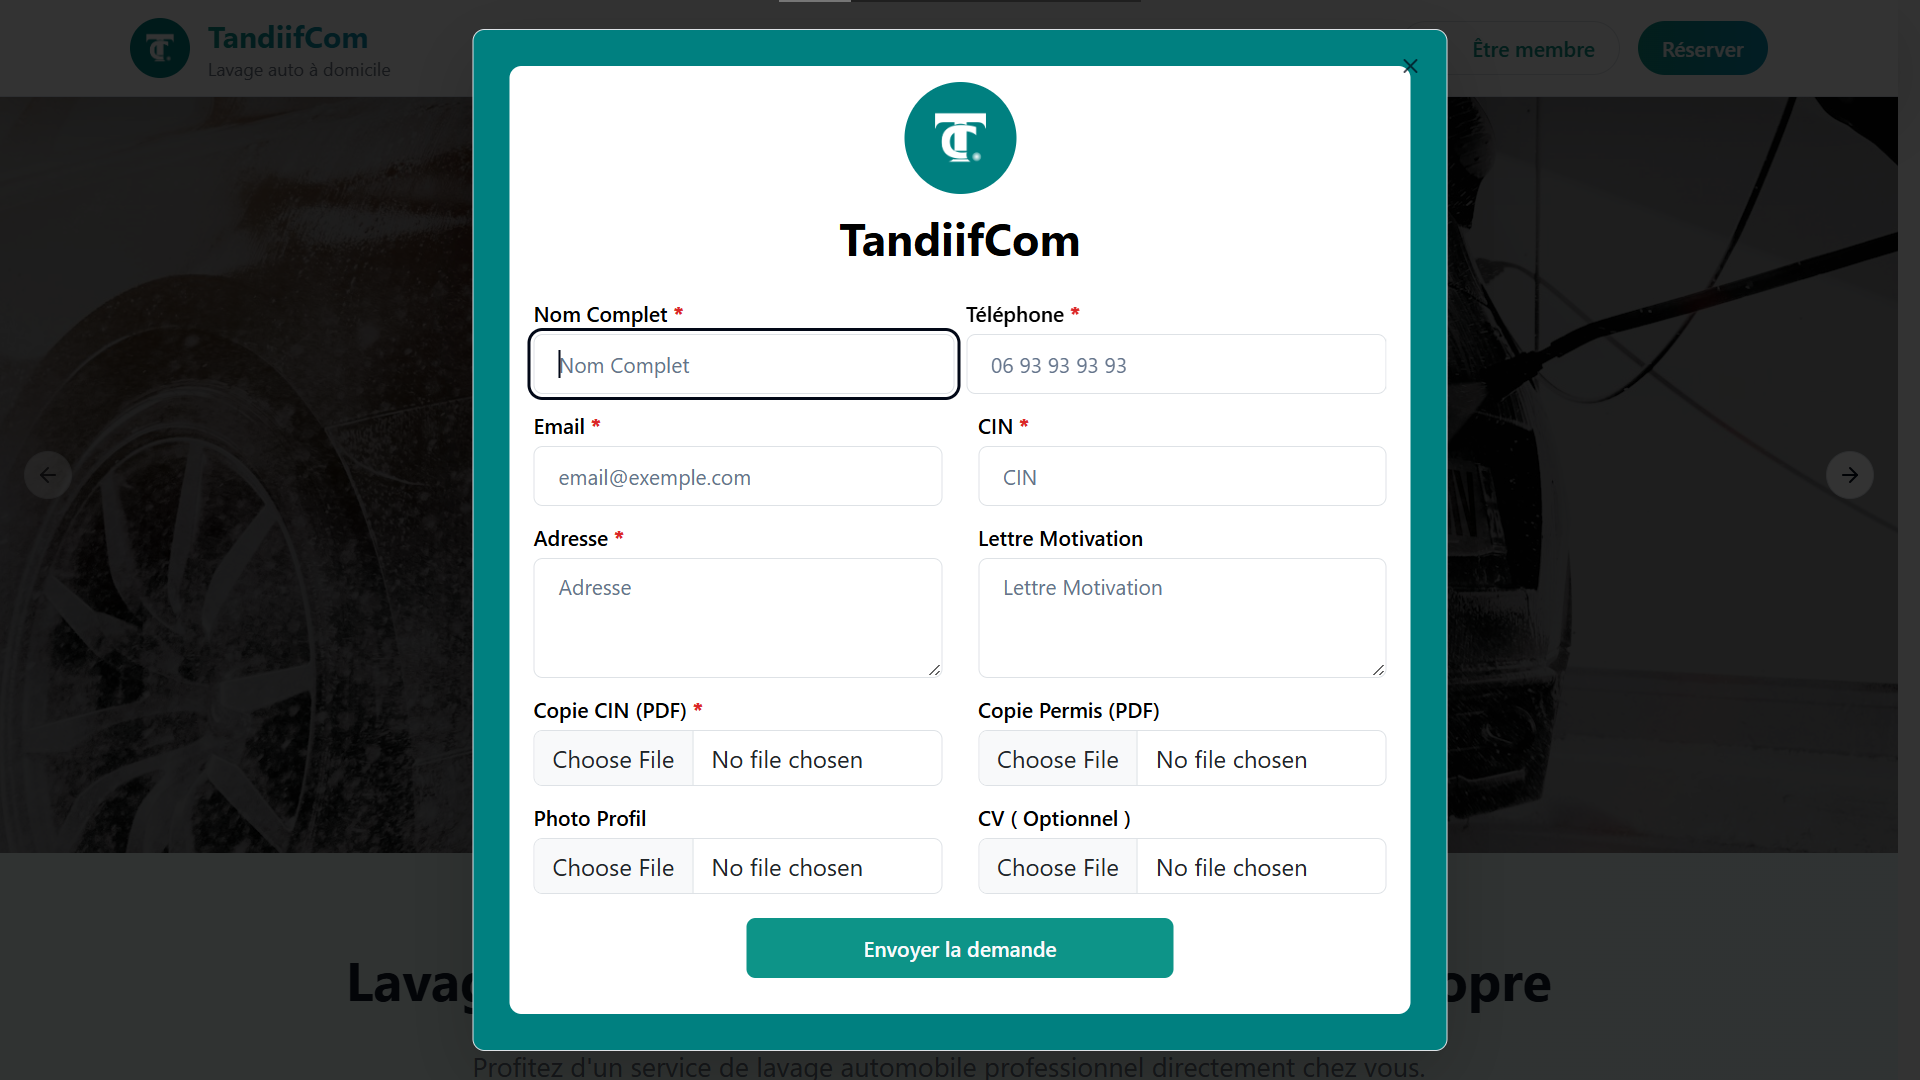 TandiifCom
Lavage auto à domicile
Être membre
Réserver
TandiifCom
Nom Complet *
Téléphone *
Nom Complet
06 93 93 93 93
Email *
CIN *
email@exemple.com
CIN
Adresse *
Lettre Motivation
Adresse
Lettre Motivation
Copie CIN (PDF) *
Copie Permis (PDF)
Choose File No file chosen
Choose File No file chosen
Photo Profil
CV ( Optionnel )
Choose File No file chosen
Choose File No file chosen
Envoyer la demande
Profitez d'un service de lavage automobile professionnel directement chez vous.